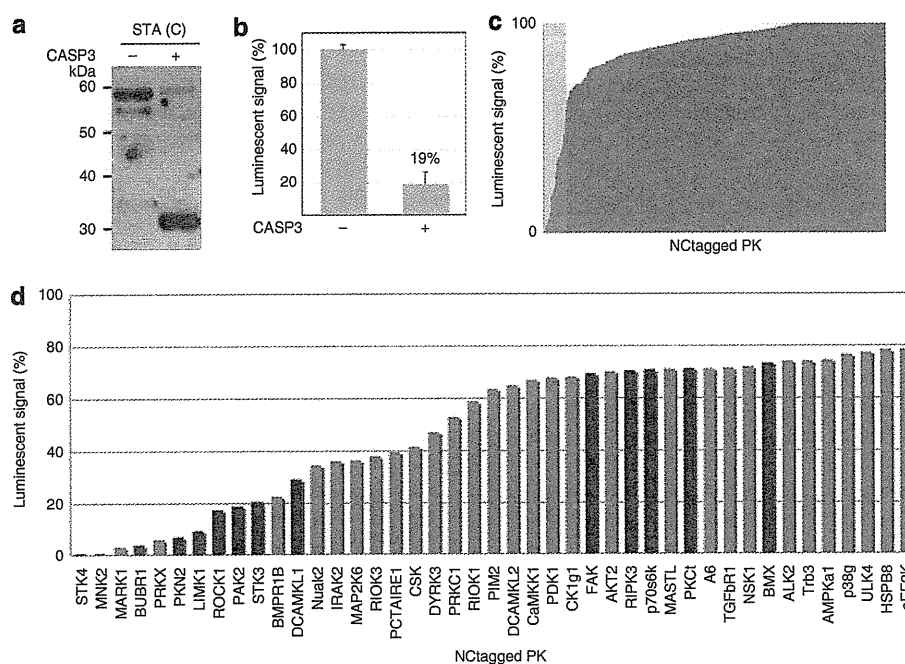 a
STA (C)
CASP3 – +
kDa
60
50
40
30
b
Luminescent signal (%)
100
80
60
40
20
19%
CASP3 – +
c
Luminescent signal (%)
100
0
NCtagged PK
d
Luminescent signal (%)
100
80
60
40
20
0
STK4
MNK2
MARK1
BUBR1
PRKX
PKN2
LIMK1
ROCK1
PAK2
STK3
BMPR1B
DCAMKL1
Nuak2
IRAK2
MAP2K6
RIOK3
PCTAIRE1
CSK
DYRK3
PRKC1
RIOK1
PIM2
DCAMKL2
CaMKK1
PDK1
CK1g1
FAK
AKT2
RIPK3
p70s6k
MASTL
PKCt
A6
TGFbR1
NSK1
BMX
ALK2
Trb3
AMPKa1
p38g
ULK4
HSPB8
NCtagged PK